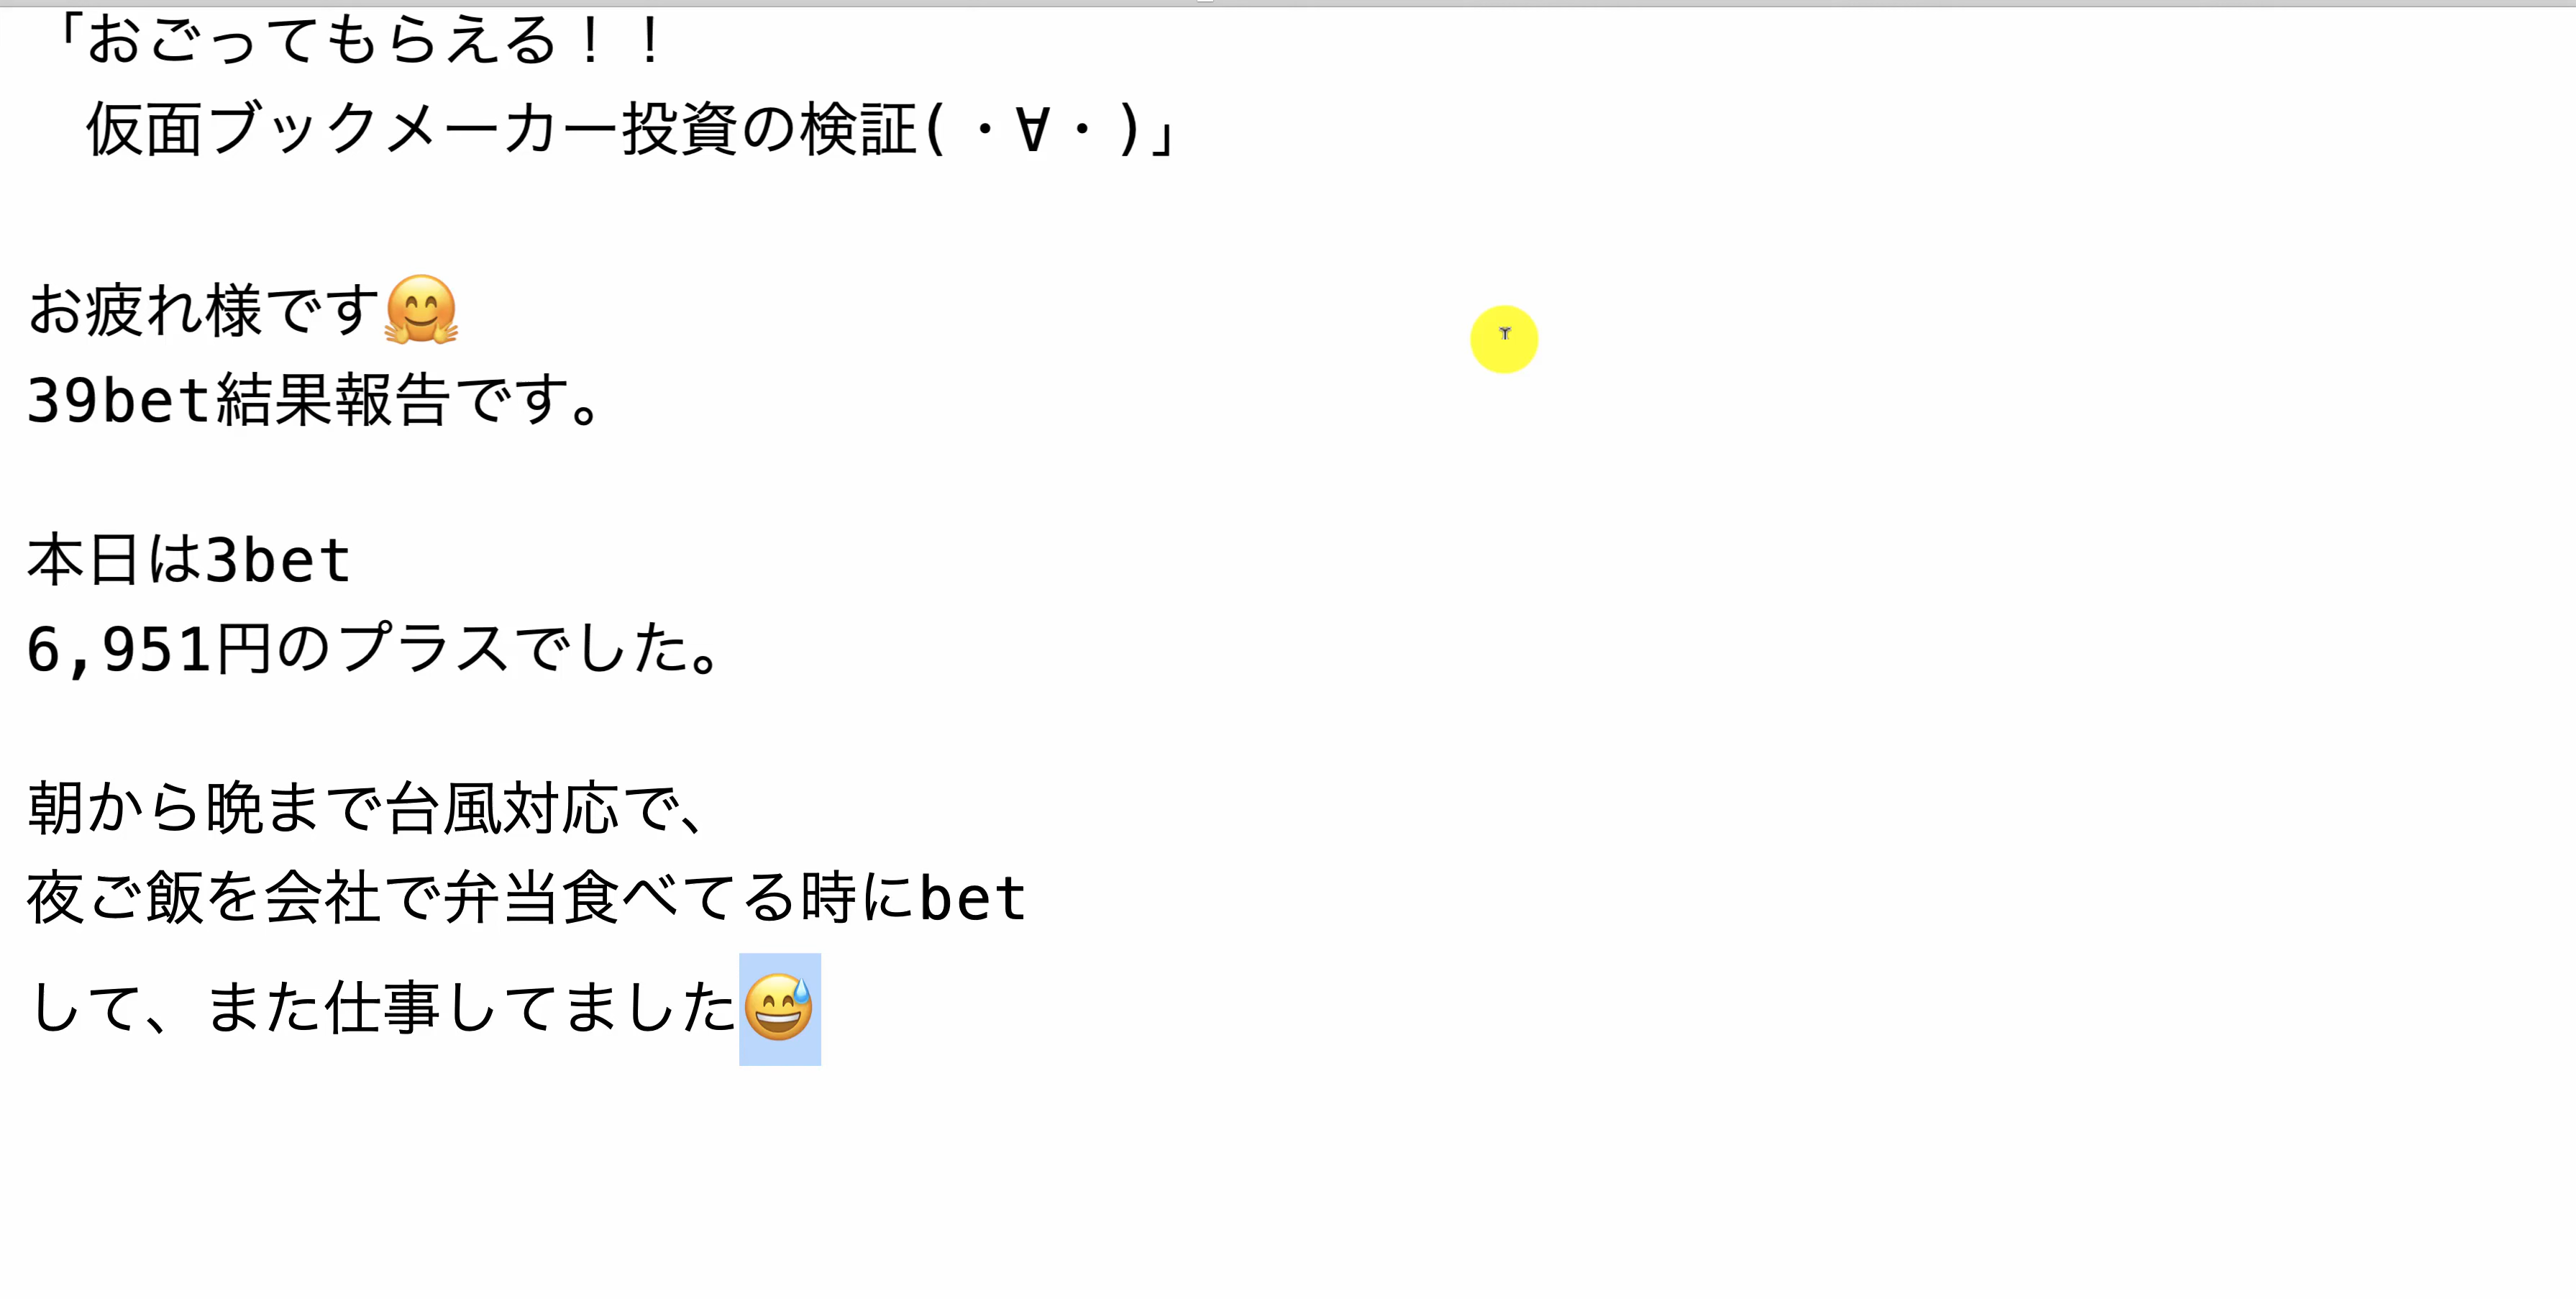 「おごってもらえる！！
仮面ブックメーカー投資の検証(・∀・)」
お疲れ様です🤗
39bet結果報告です。
本日は3bet
6,951円のプラスでした。
朝から晩まで台風対応で、
夜ご飯を会社で弁当食べてる時にbet
して、また仕事してました😅